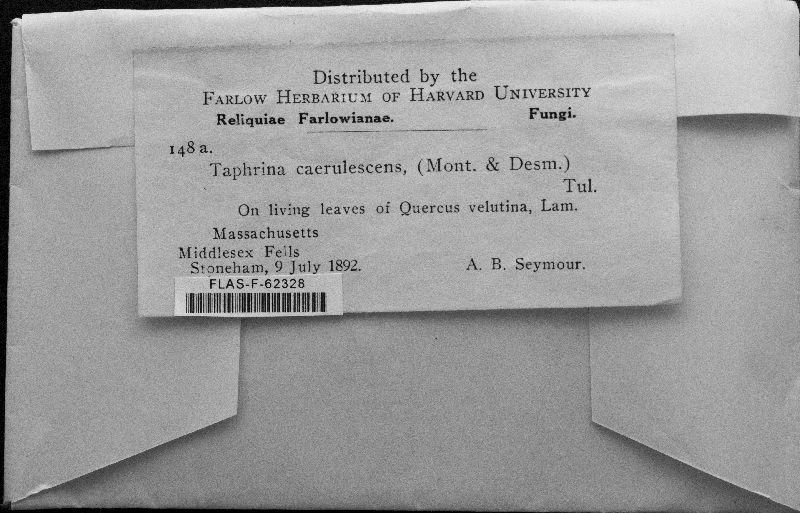 Distributed by the
FARLOW HERBARIUM OF HARVARD UNIVERSITY
Reliquiae Farlowianae. Fungi.
148 a.
Taphrina caerulescens, (Mont. & Desm.)
Tul.
On living leaves of Quercus velutina, Lam.
Massachusetts
Middlesex Fells
Stoneham, 9 July 1892. A. B. Seymour.
FLAS-F-62328